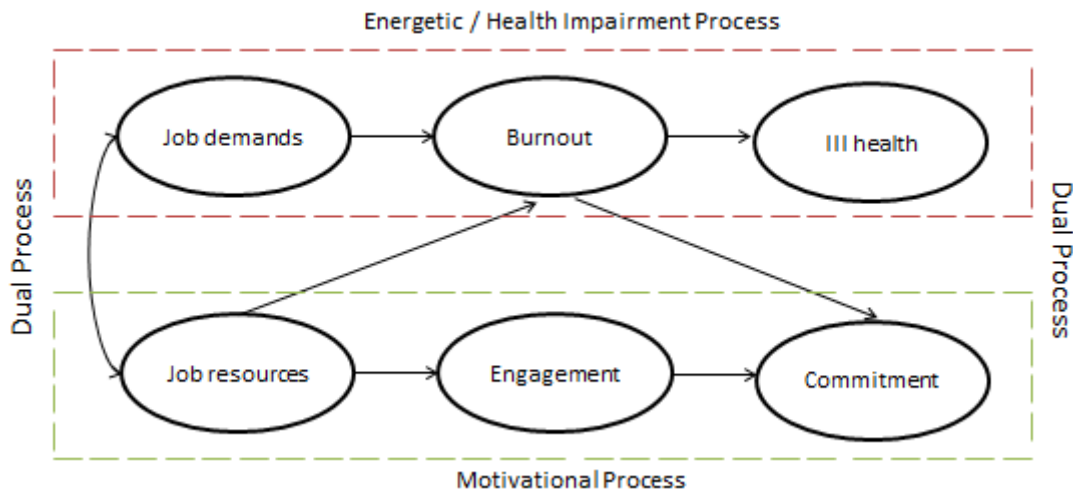 Energetic / Health Impairment Process
Job demands
Burnout
Ill health
Dual Process
Dual Process
Job resources
Engagement
Commitment
Motivational Process